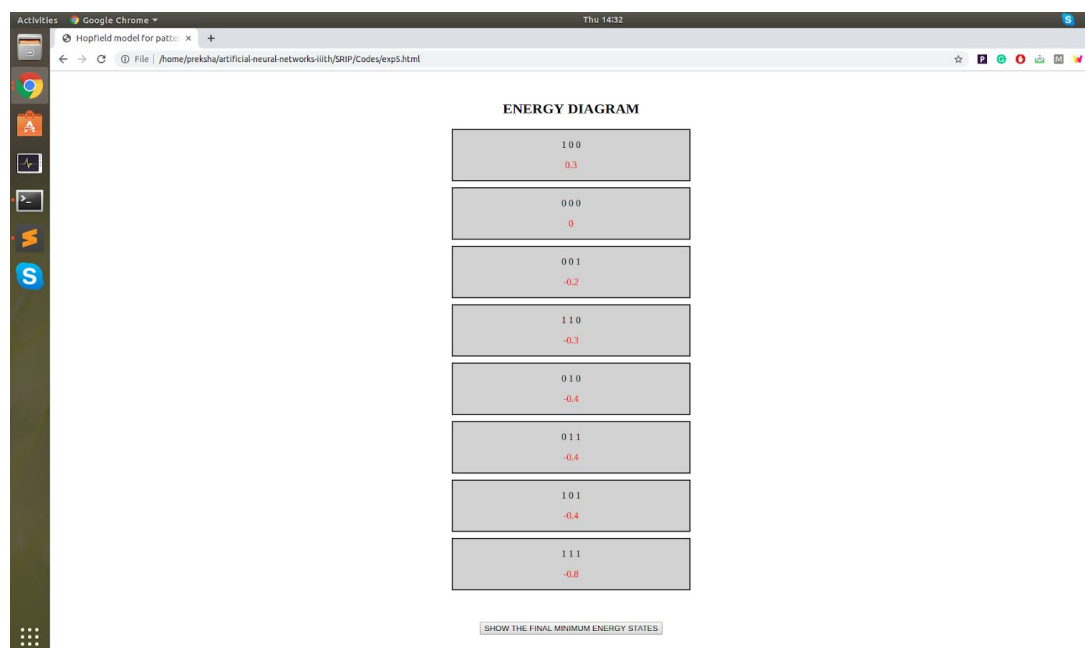 Activities Google Chrome Thu 14:32
Hopfield model for patte
File /home/preksha/artificial-neural-networks-iiith/SRIP/Codes/exp5.html
ENERGY DIAGRAM
1 0 0
0.3
0 0 0
0
0 0 1
-0.2
1 1 0
-0.3
0 1 0
-0.4
0 1 1
-0.4
1 0 1
-0.4
1 1 1
-0.8
SHOW THE FINAL MINIMUM ENERGY STATES